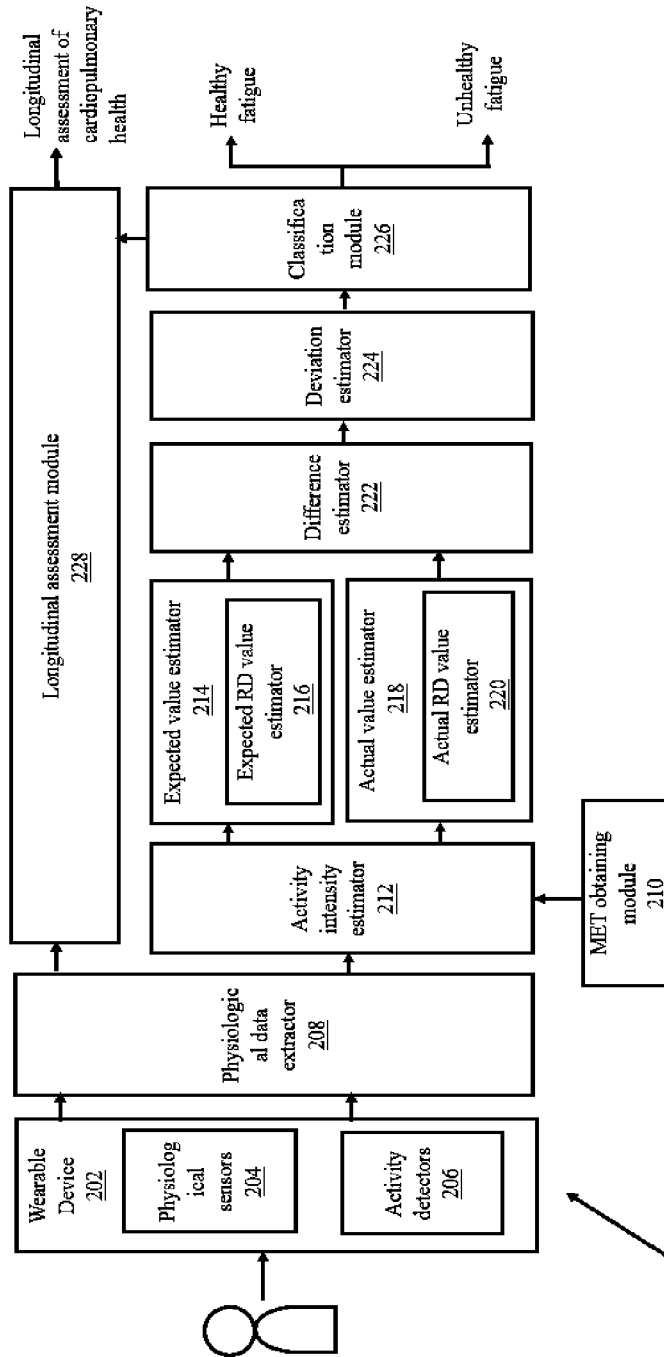 Wearable
Device
202
Physiolog
ical
sensors
204
Activity
detectors
206
Physiologic
al data
extractor
208
Longitudinal assessment module
228
Longitudinal
assessment of
cardiopulmonary
health
Activity
intensity
estimator
212
MET obtaining
module
210
Expected value estimator
214
Expected RD value
estimator
216
Actual value estimator
218
Actual RD value
estimator
220
Difference
estimator
222
Deviation
estimator
224
Classifica
tion
module
226
Healthy
fatigue
Unhealthy
fatigue